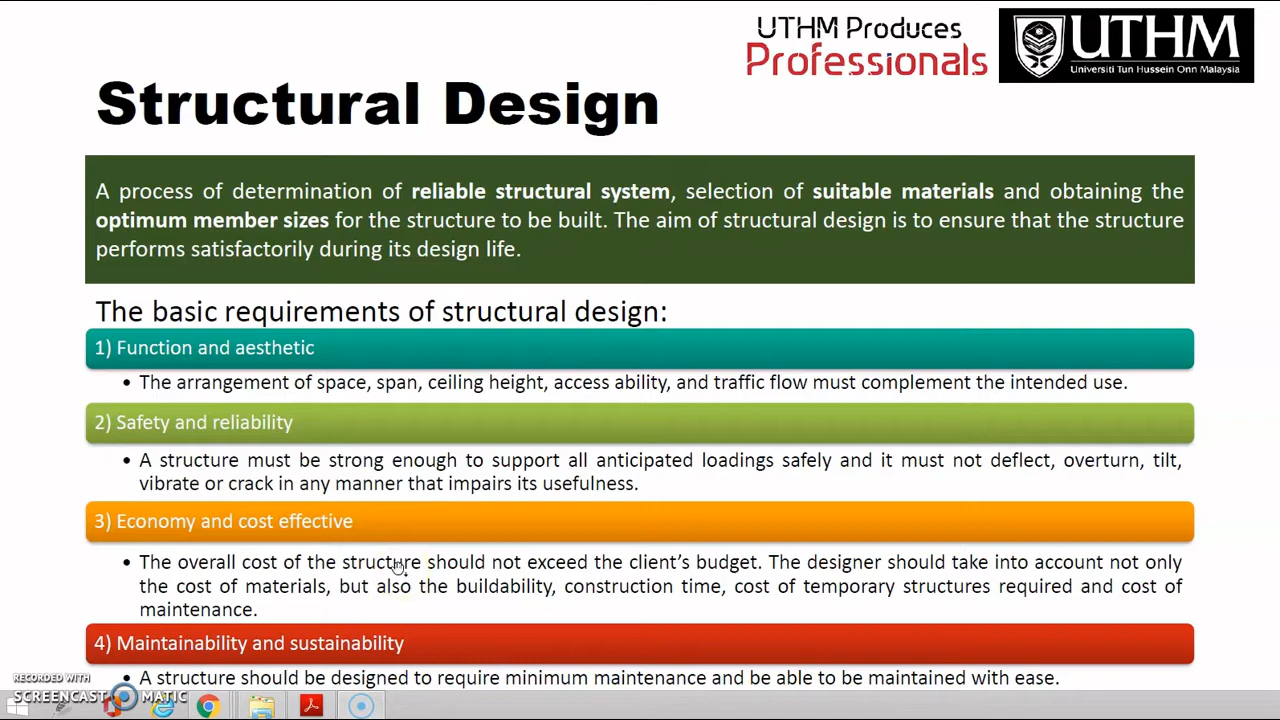 UTHM Produces
Professionals
UTHM
Universiti Tun Hussein Onn Malaysia
Structural Design
A process of determination of reliable structural system, selection of suitable materials and obtaining the
optimum member sizes for the structure to be built. The aim of structural design is to ensure that the structure
performs satisfactorily during its design life.
The basic requirements of structural design:
1) Function and aesthetic
• The arrangement of space, span, ceiling height, access ability, and traffic flow must complement the intended use.
2) Safety and reliability
• A structure must be strong enough to support all anticipated loadings safely and it must not deflect, overturn, tilt,
vibrate or crack in any manner that impairs its usefulness.
3) Economy and cost effective
• The overall cost of the structure should not exceed the client’s budget. The designer should take into account not only
the cost of materials, but also the buildability, construction time, cost of temporary structures required and cost of
maintenance.
4) Maintainability and sustainability
• A structure should be designed to require minimum maintenance and be able to be maintained with ease.
RECORDED WITH
SCREENCAST MATIC